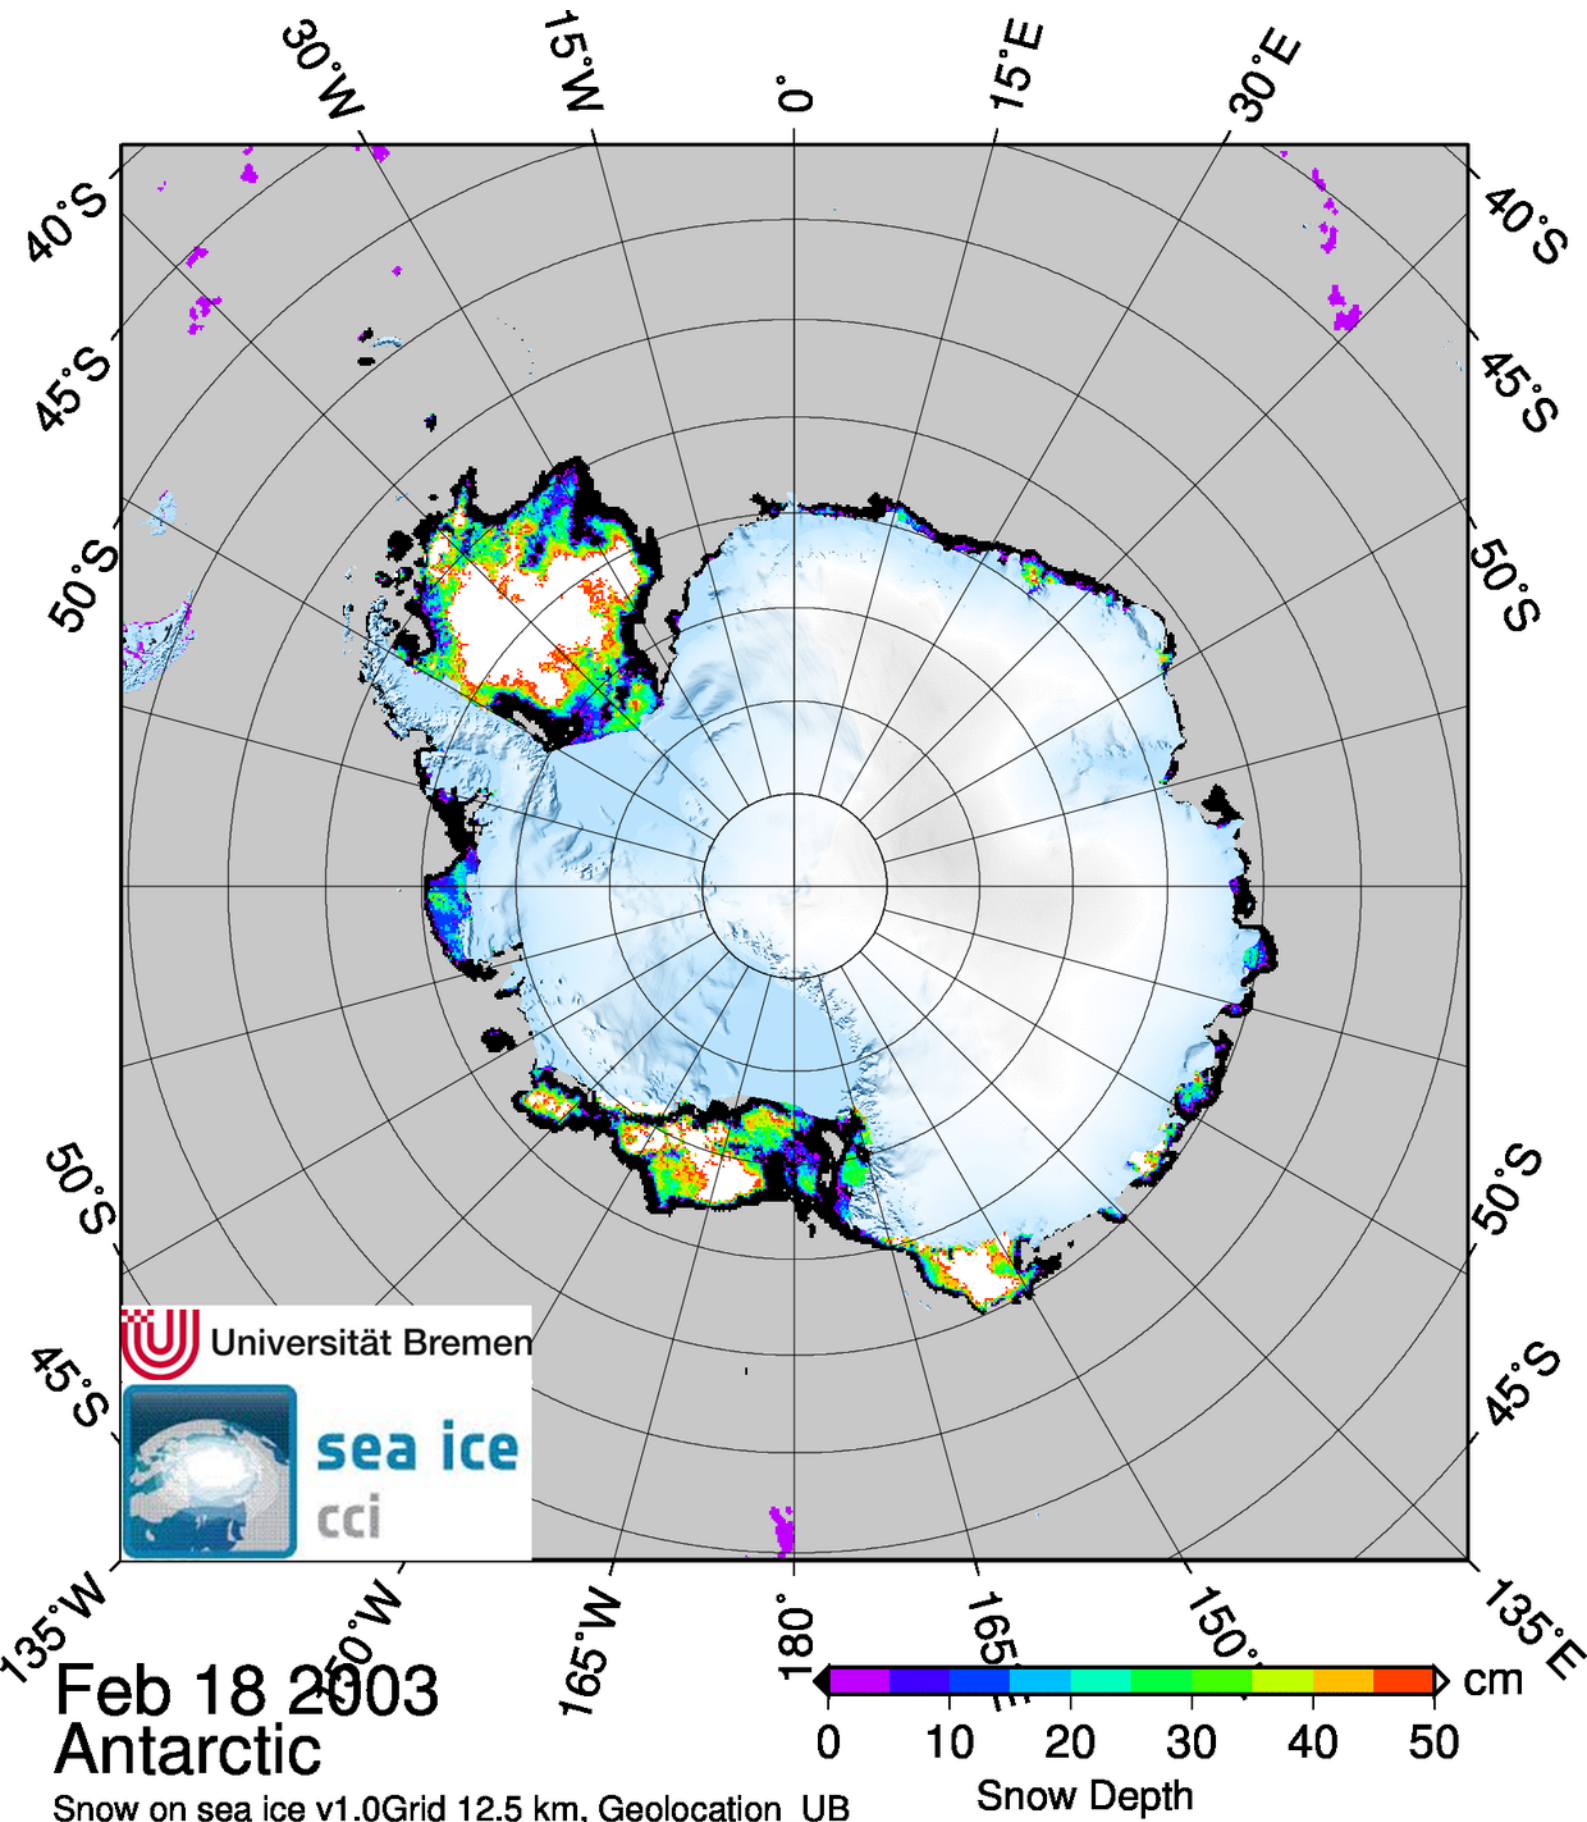 30°W 15°W 0° 15°E 30°E
40°S 40°S
45°S 45°S
50°S 50°S
50°S 50°S
45°S 45°S
Universität Bremen
sea ice
cci
135°W 165°W 180° 165 150° 135°E
Feb 18 2003
Antarctic
Snow on sea ice v1.0Grid 12.5 km, Geolocation UB
cm
0 10 20 30 40 50
Snow Depth